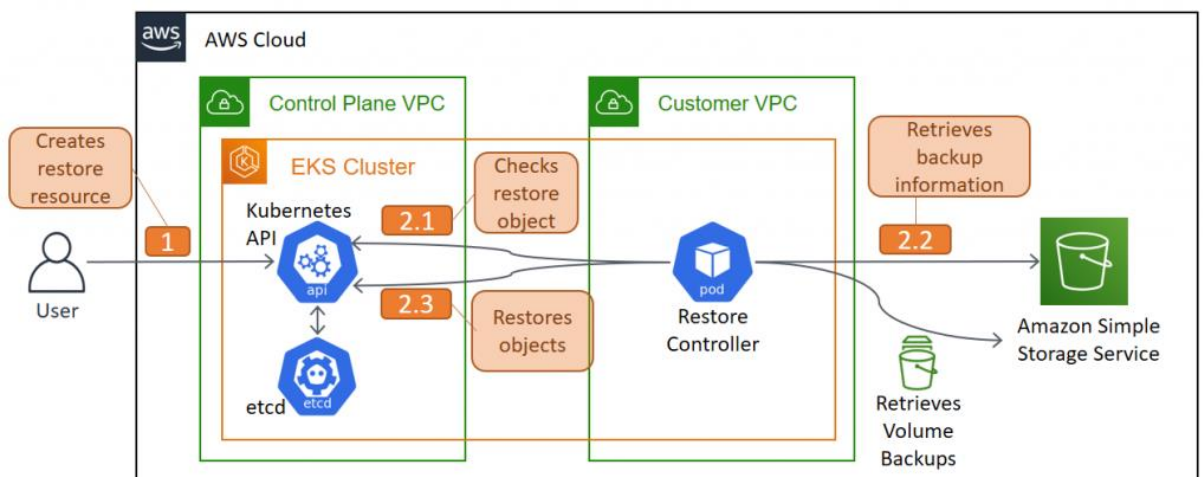 aws
AWS Cloud
Control Plane VPC
Customer VPC
Creates
restore
resource
1
User
EKS Cluster
Kubernetes
API
api
2.1
Checks
restore
object
2.3
Restores
objects
etcd
etcd
pod
Restore
Controller
Retrieves
backup
information
2.2
Amazon Simple
Storage Service
Retrieves
Volume
Backups